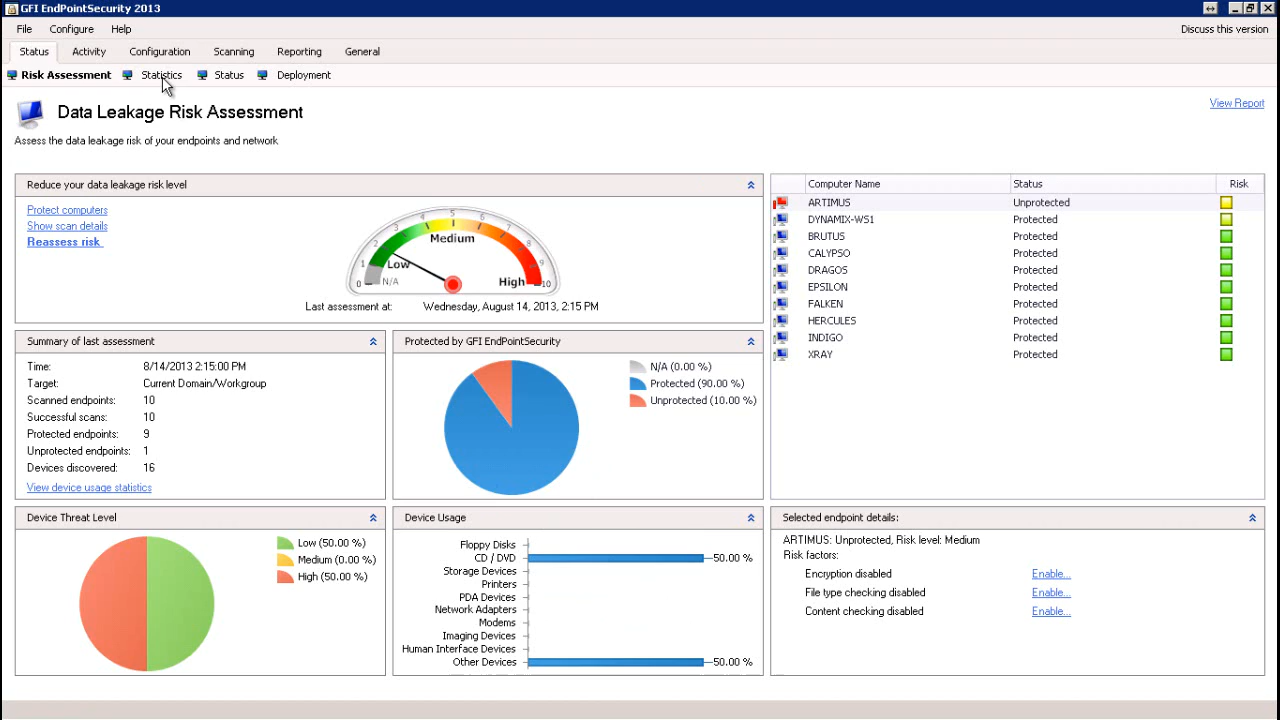 GFI EndPointSecurity 2013
File Configure Help Discuss this version
Status Activity Configuration Scanning Reporting General
Risk Assessment Statistics Status Deployment
Data Leakage Risk Assessment
View Report
Assess the data leakage risk of your endpoints and network
Reduce your data leakage risk level
Protect computers
Show scan details
Reassess risk
0 1 2 3 4 5 6 7 8 9 10
N/A Low Medium High
Last assessment at: Wednesday, August 14, 2013, 2:15 PM
Computer Name Status Risk
ARTIMUS Unprotected
DYNAMIX-WS1 Protected
BRUTUS Protected
CALYPSO Protected
DRAGOS Protected
EPSILON Protected
FALKEN Protected
HERCULES Protected
INDIGO Protected
XRAY Protected
Summary of last assessment
Time: 8/14/2013 2:15:00 PM
Target: Current Domain/Workgroup
Scanned endpoints: 10
Successful scans: 10
Protected endpoints: 9
Unprotected endpoints: 1
Devices discovered: 16
View device usage statistics
Protected by GFI EndPointSecurity
N/A (0.00 %)
Protected (90.00 %)
Unprotected (10.00 %)
Device Threat Level
Low (50.00 %)
Medium (0.00 %)
High (50.00 %)
Device Usage
Floppy Disks
CD / DVD 50.00 %
Storage Devices
Printers
PDA Devices
Network Adapters
Modems
Imaging Devices
Human Interface Devices
Other Devices 50.00 %
Selected endpoint details:
ARTIMUS: Unprotected, Risk level: Medium
Risk factors:
Encryption disabled Enable...
File type checking disabled Enable...
Content checking disabled Enable...